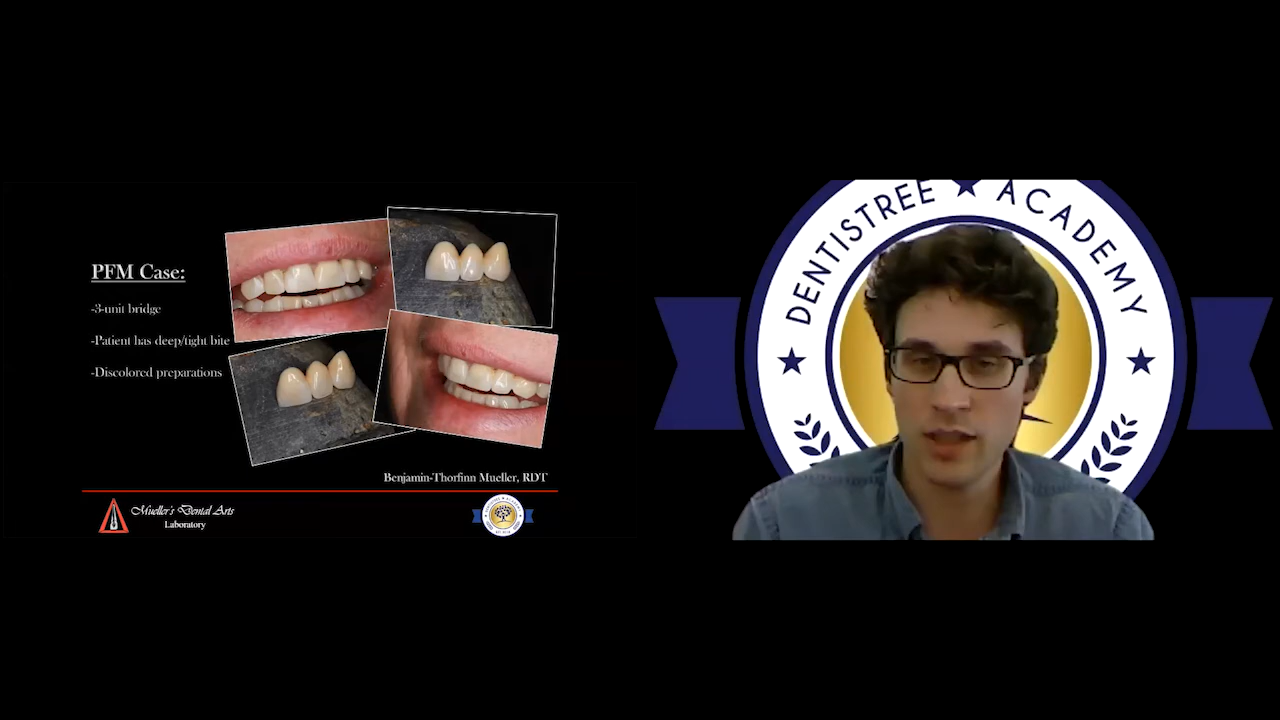 PFM Case:
-3-unit bridge
-Patient has deep/tight bite
-Discolored preparations
Benjamin-Thorfinn Mueller, RDT
Mueller's Dental Arts
Laboratory
DENTISTREE ACADEMY